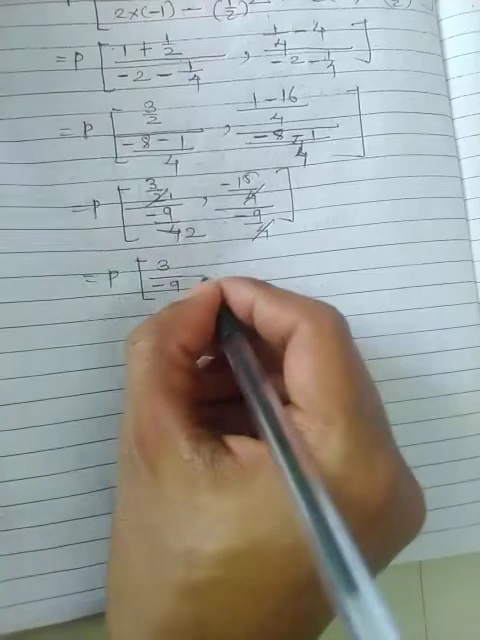 2×(-1) - (1/2)²
= P [ (1 + 1/2)/(-2 - 1/4) , (1/4 - 4)/(-2 - 1/4) ]
= P [ (3/2)/((-8 - 1)/4) , ((1 - 16)/4)/((-8 - 1)/4) ]
= P [ (3/2)/(-9/42) , (-15/4)/(-9/4) ]
= P [ 3/-9